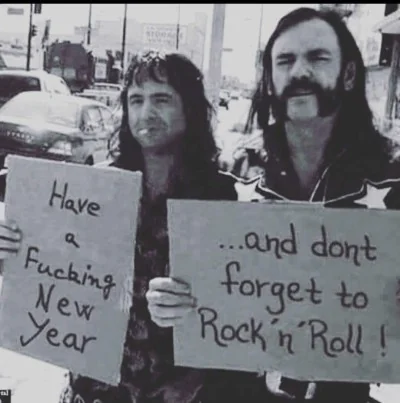 Have
a
Fucking
New
Year
...and dont
forget to
Rock'n'Roll!